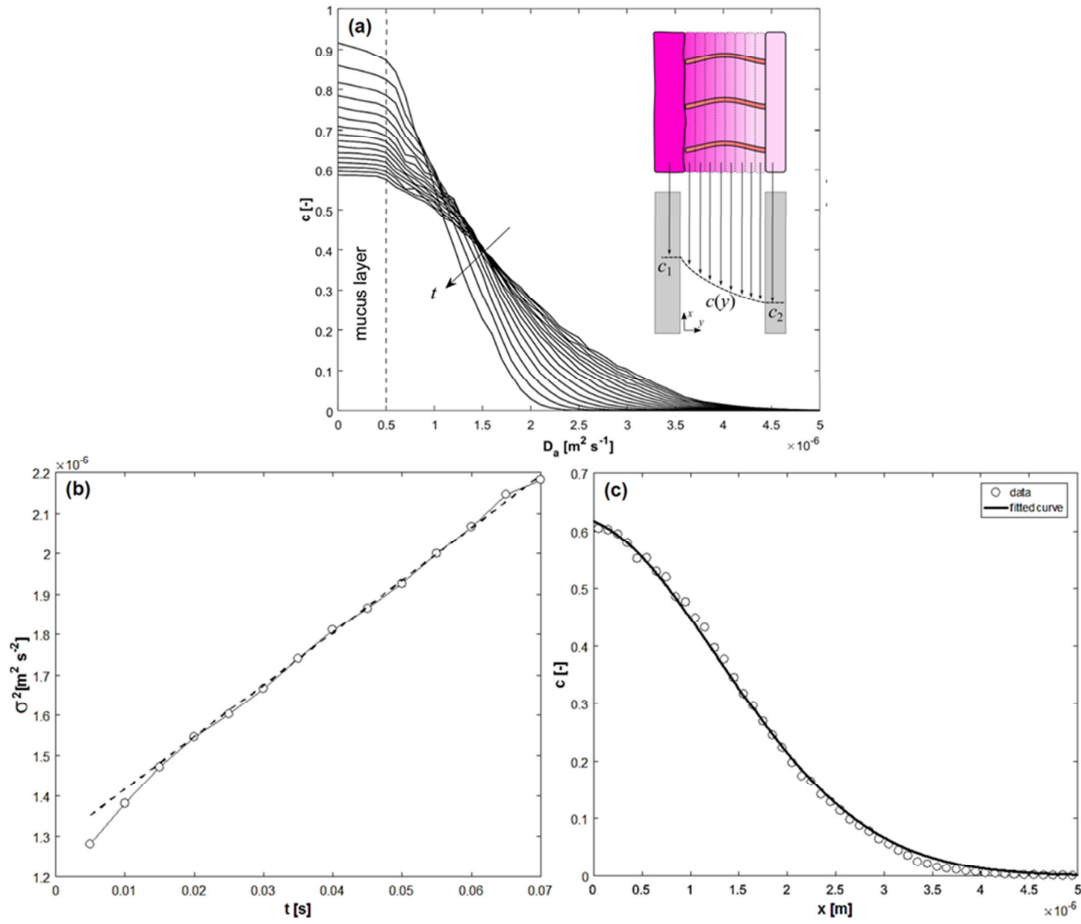 (a)
1
0.9
0.8
0.7
0.6
0.5
0.4
0.3
0.2
0.1
0
c [-]
mucus layer
t
c1
c(y)
c2
x
y
0 0.5 1 1.5 2 2.5 3 3.5 4 4.5 5
Da [m² s⁻¹]
×10⁻⁶
×10⁻⁶
(b)
2.2
2.1
2
1.9
1.8
1.7
1.6
1.5
1.4
1.3
1.2
σ²[m² s⁻²]
0 0.01 0.02 0.03 0.04 0.05 0.06 0.07
t [s]
(c)
data
fitted curve
0.7
0.6
0.5
0.4
0.3
0.2
0.1
0
c [-]
0 0.5 1 1.5 2 2.5 3 3.5 4 4.5 5
x [m]
×10⁻⁶